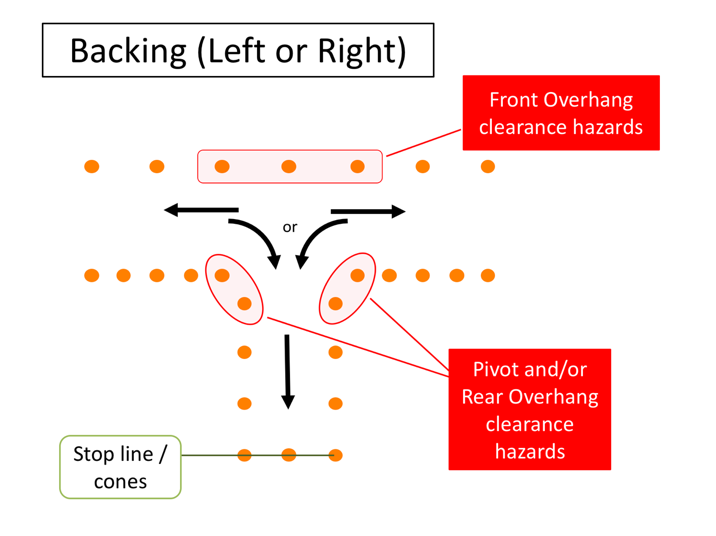 Backing (Left or Right)
Front Overhang
clearance hazards
or
Pivot and/or
Rear Overhang
clearance
hazards
Stop line /
cones